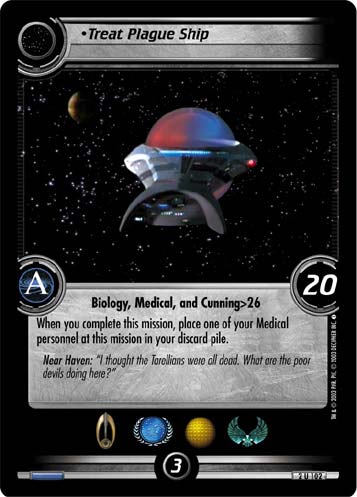 •Treat Plague Ship
A
20
Biology, Medical, and Cunning>26
When you complete this mission, place one of your Medical
personnel at this mission in your discard pile.
Near Haven: "I thought the Tarellians were all dead. What are the poor
devils doing here?"
3
2 U 162